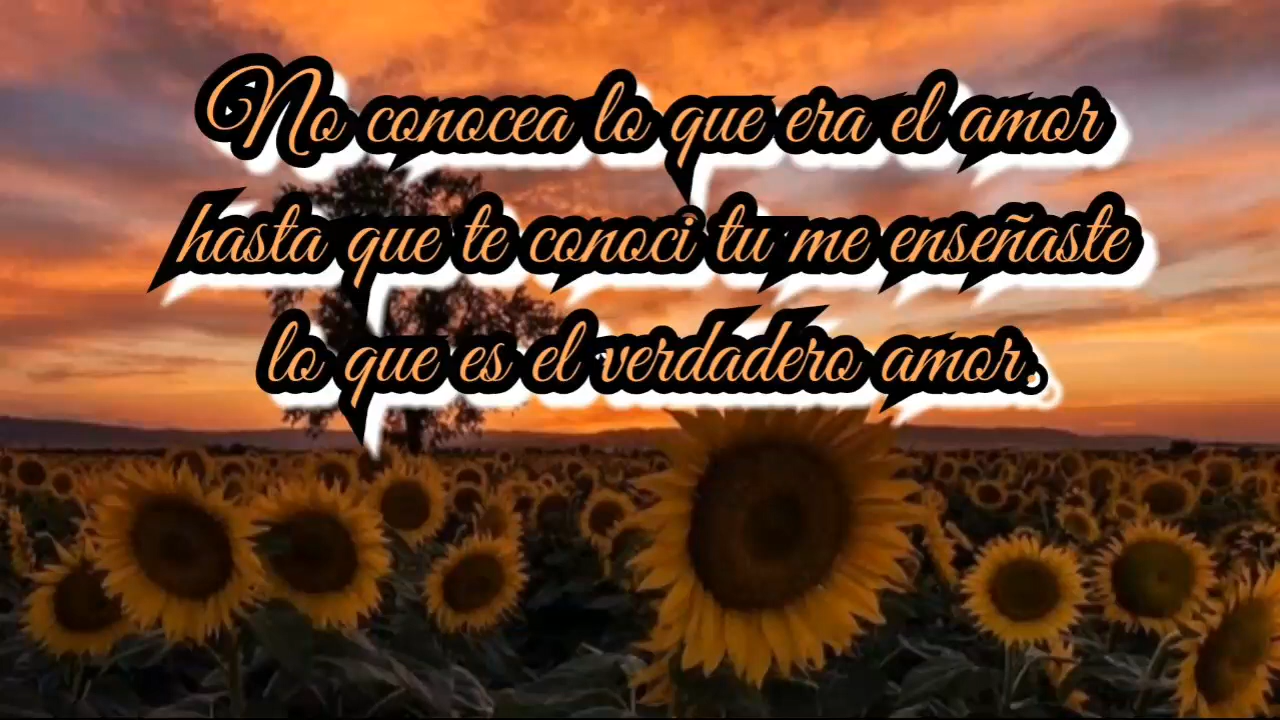 No conocea lo que era el amor
hasta que te conoci tu me enseñaste
lo que es el verdadero amor.